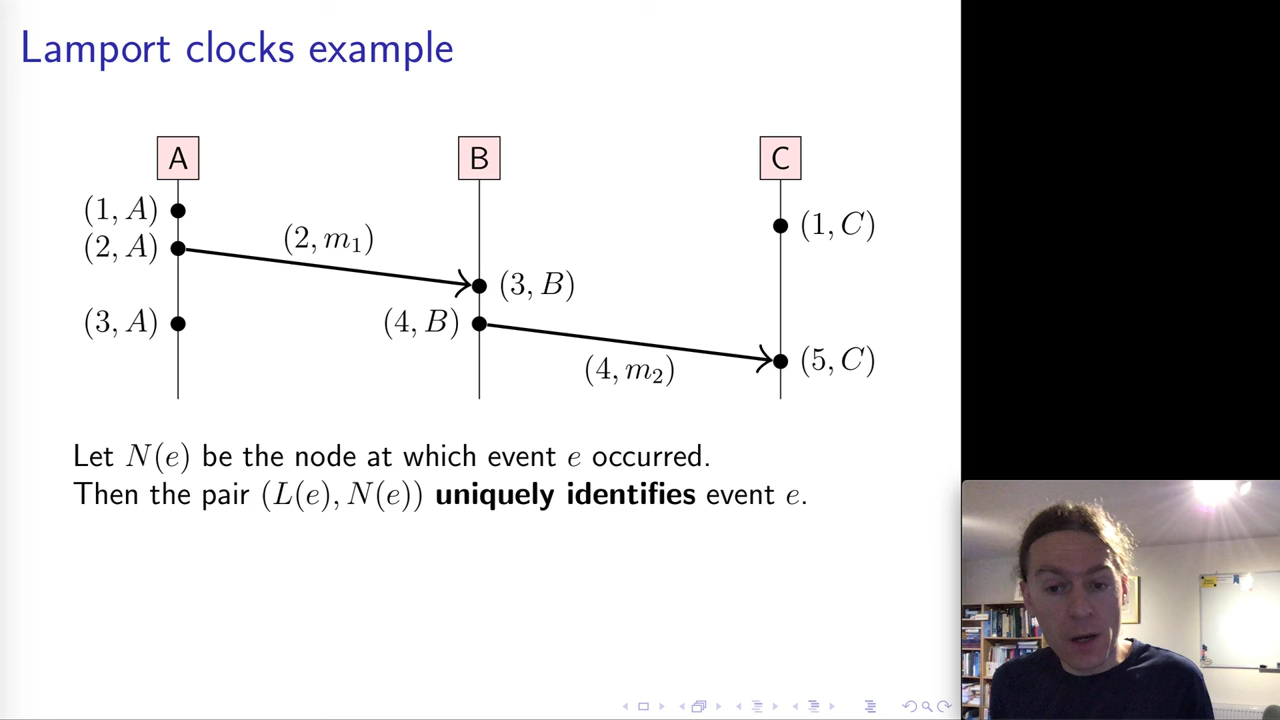 Lamport clocks example
A
B
C
(1, A)
(1, C)
(2, A)
(2, m₁)
(3, B)
(3, A)
(4, B)
(4, m₂)
(5, C)
Let N(e) be the node at which event e occurred.
Then the pair (L(e), N(e)) uniquely identifies event e.